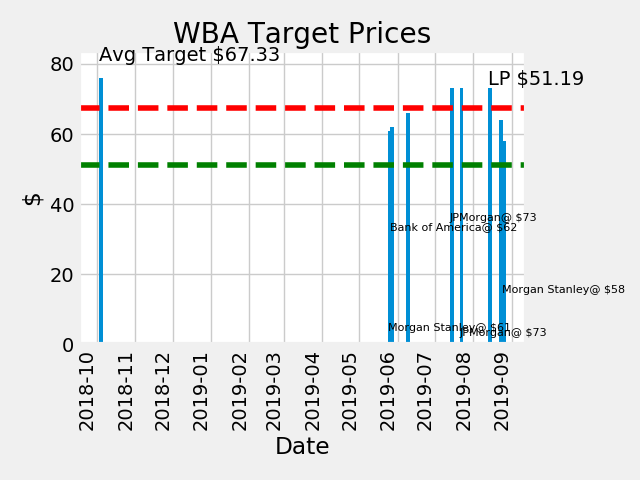 WBA Target Prices
Avg Target $67.33
LP $51.19
80
60
40
20
0
$
JPMorgan@ $73
Bank of America@ $62
Morgan Stanley@ $58
Morgan Stanley@ $61
JPMorgan@ $73
2018-10
2018-11
2018-12
2019-01
2019-02
2019-03
2019-04
2019-05
2019-06
2019-07
2019-08
2019-09
Date